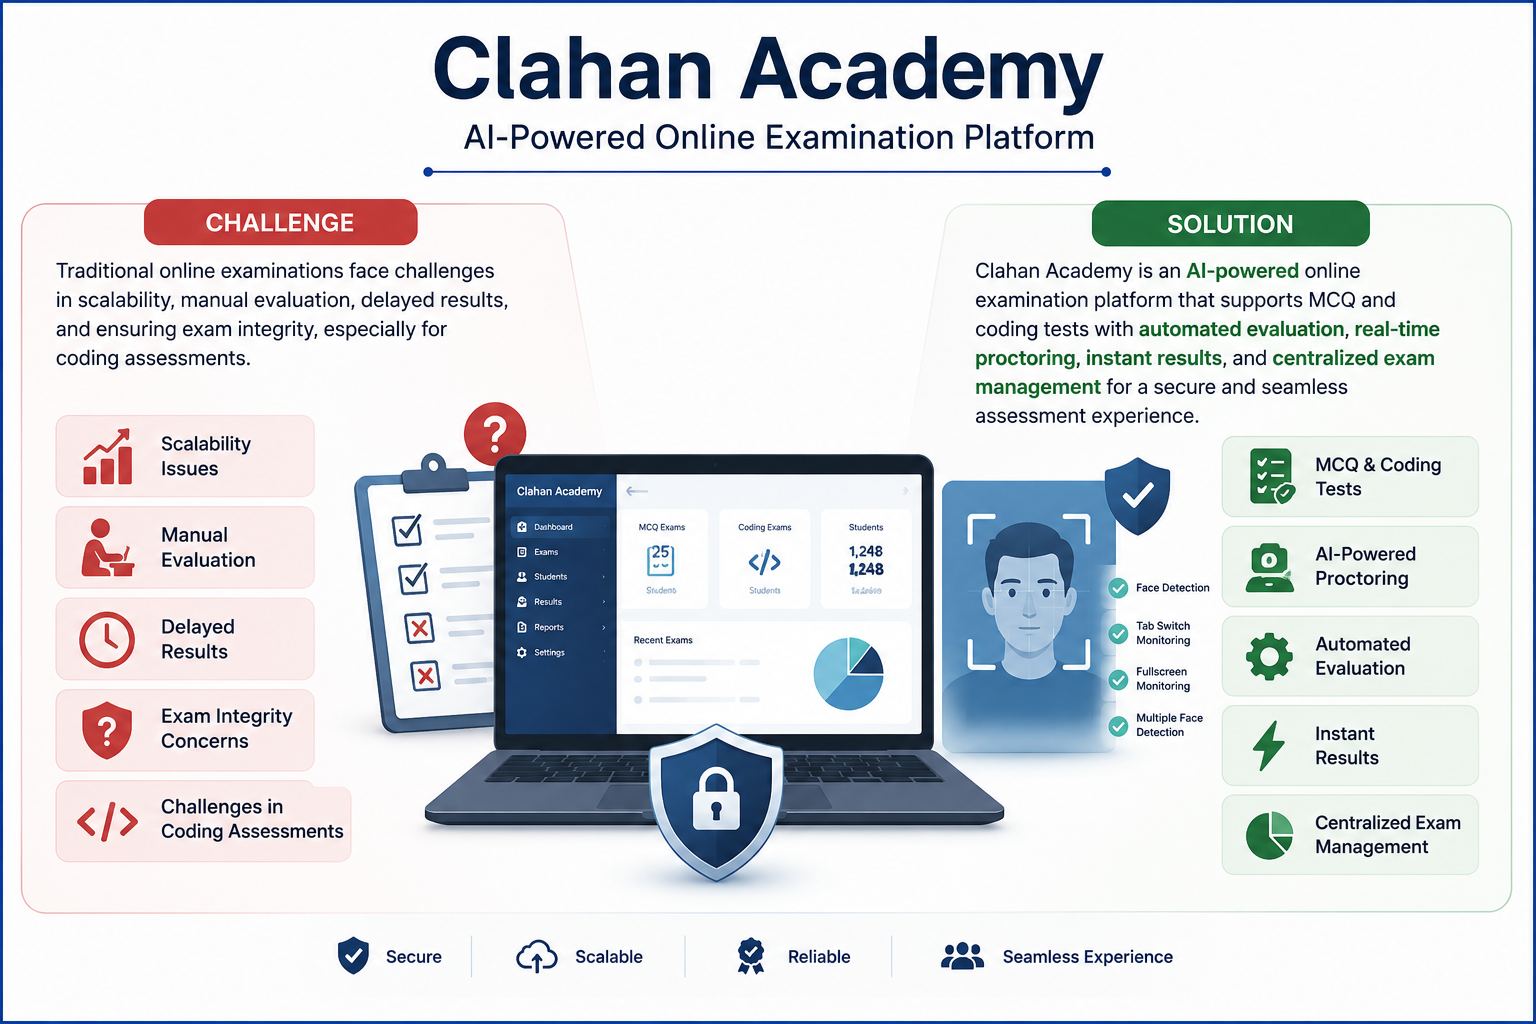 Clahan Academy
AI-Powered Online Examination Platform
CHALLENGE
Traditional online examinations face challenges
in scalability, manual evaluation, delayed results,
and ensuring exam integrity, especially for
coding assessments.
Scalability
Issues
Manual
Evaluation
Delayed
Results
Exam Integrity
Concerns
Challenges in
Coding Assessments
Clahan Academy
Dashboard
Exams
Students
Results
Reports
Settings
MCQ Exams
25
Student
Coding Exams
</>
Students
Students
1,248
1,248
Recent Exams
SOLUTION
Clahan Academy is an AI-powered online
examination platform that supports MCQ and
coding tests with automated evaluation, real-time
proctoring, instant results, and centralized exam
management for a secure and seamless
assessment experience.
Face Detection
Tab Switch
Monitoring
Fullscreen
Monitoring
Multiple Face
Detection
MCQ & Coding
Tests
AI-Powered
Proctoring
Automated
Evaluation
Instant
Results
Centralized Exam
Management
Secure
Scalable
Reliable
Seamless Experience